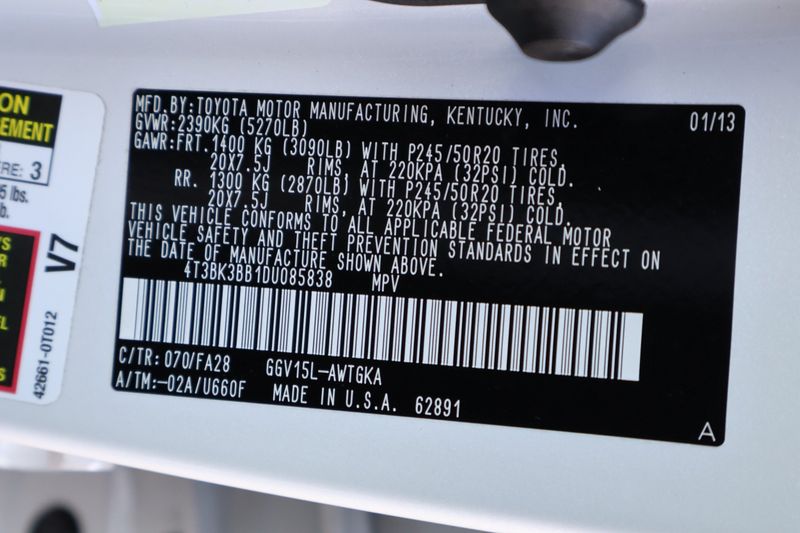 MFD.BY:TOYOTA MOTOR MANUFACTURING, KENTUCKY, INC. 01/13
GVWR:2390KG (5270LB)
GAWR:FRT.1400 KG (3090LB) WITH P245/50R20 TIRES,
20X7.5J RIMS, AT 220KPA (32PSI) COLD.
RR. 1300 KG (2870LB) WITH P245/50R20 TIRES,
20X7.5J RIMS, AT 220KPA (32PSI) COLD.
THIS VEHICLE CONFORMS TO ALL APPLICABLE FEDERAL MOTOR
VEHICLE SAFETY AND THEFT PREVENTION STANDARDS IN EFFECT ON
THE DATE OF MANUFACTURE SHOWN ABOVE.
4T3BK3BB1DU085838 MPV
C/TR: 070/FA28 GGV15L-AWTGKA
A/TM:-02A/U660F MADE IN U.S.A. 62891
A
ON
EMENT
RE: 3
5 lbs.
b.
'S
R
EL
S
V7
42661-0T012